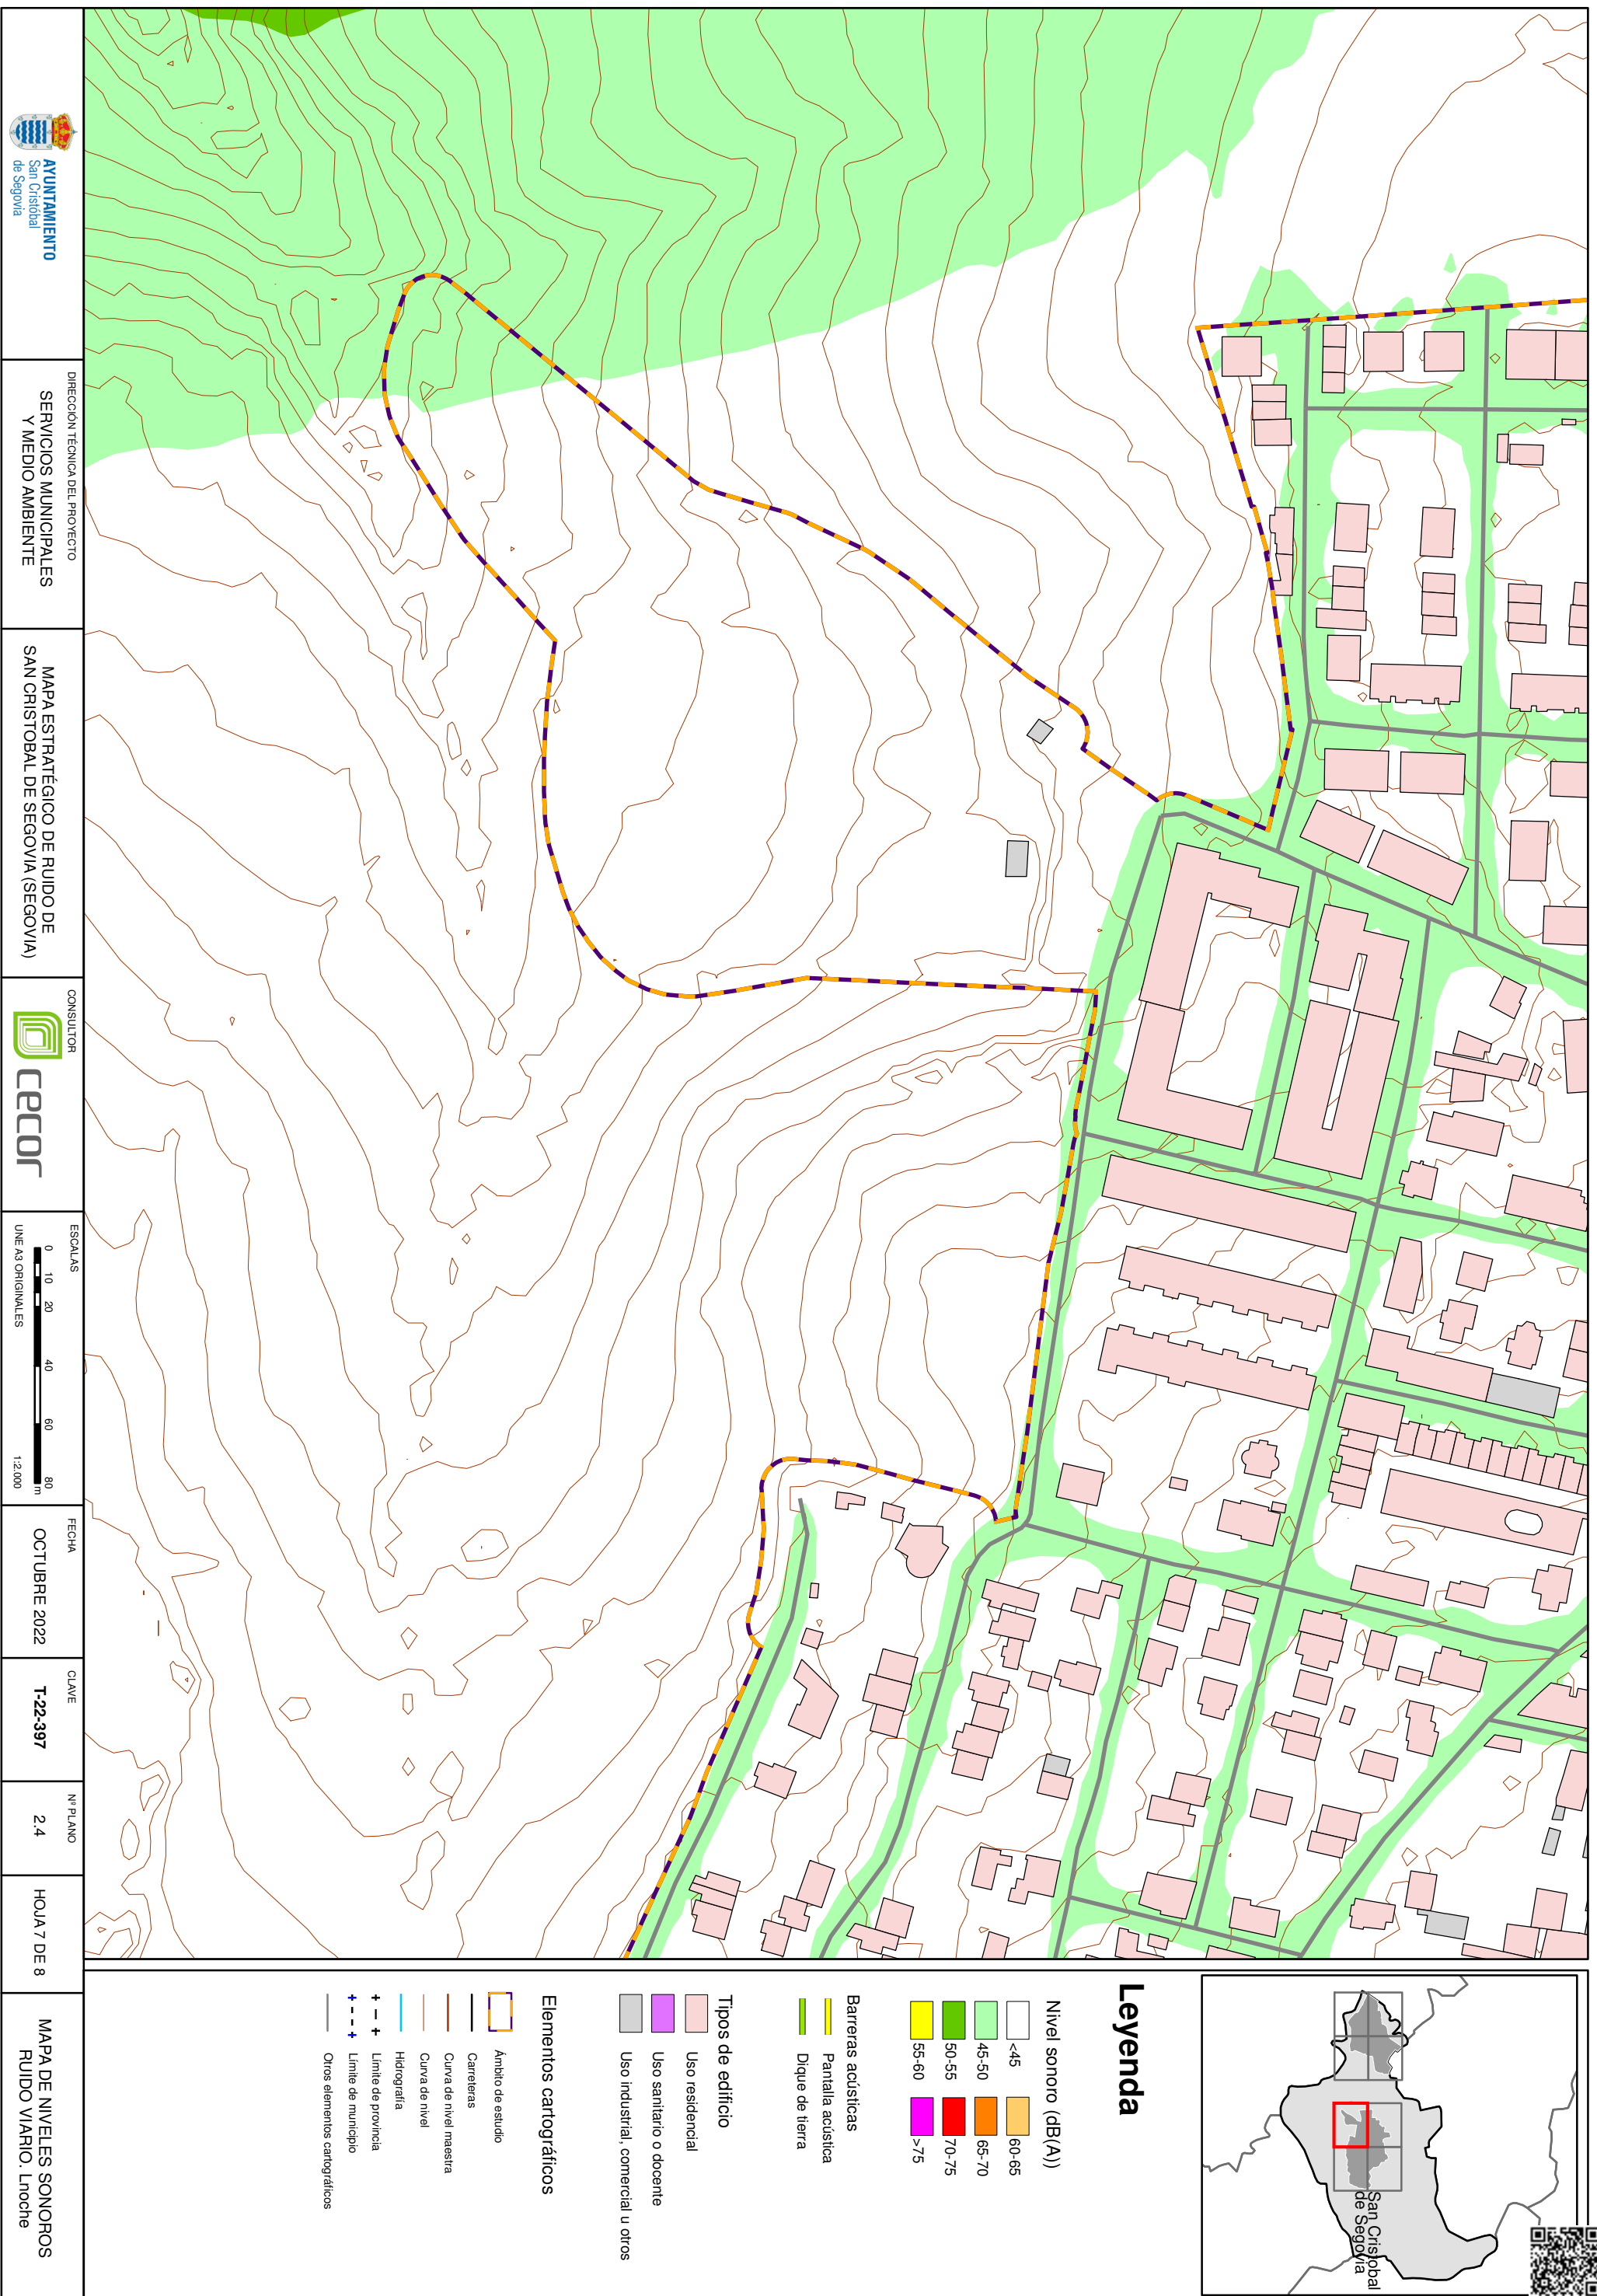 San Cristobal
de Segovia
Leyenda
Nivel sonoro (dB(A))
<45
45-50
50-55
55-60
60-65
65-70
70-75
>75
Barreras acústicas
Pantalla acústica
Dique de tierra
Tipos de edificio
Uso residencial
Uso sanitario o docente
Uso industrial, comercial u otros
Elementos cartográficos
Ámbito de estudio
Carreteras
Curva de nivel maestra
Curva de nivel
Hidrografía
Límite de provincia
Límite de municipio
Otros elementos cartográficos
AYUNTAMIENTO
San Cristóbal
de Segovia
DIRECCIÓN TÉCNICA DEL PROYECTO
SERVICIOS MUNICIPALES
Y MEDIO AMBIENTE
MAPA ESTRATÉGICO DE RUIDO DE
SAN CRISTOBAL DE SEGOVIA (SEGOVIA)
CONSULTOR
cecor
ESCALAS
0 10 20 40 60 80 m
UNE A3 ORIGINALES 1:2.000
FECHA
OCTUBRE 2022
CLAVE
T-22-397
Nº PLANO
2.4
HOJA 7 DE 8
MAPA DE NIVELES SONOROS
RUIDO VIARIO. Lnoche